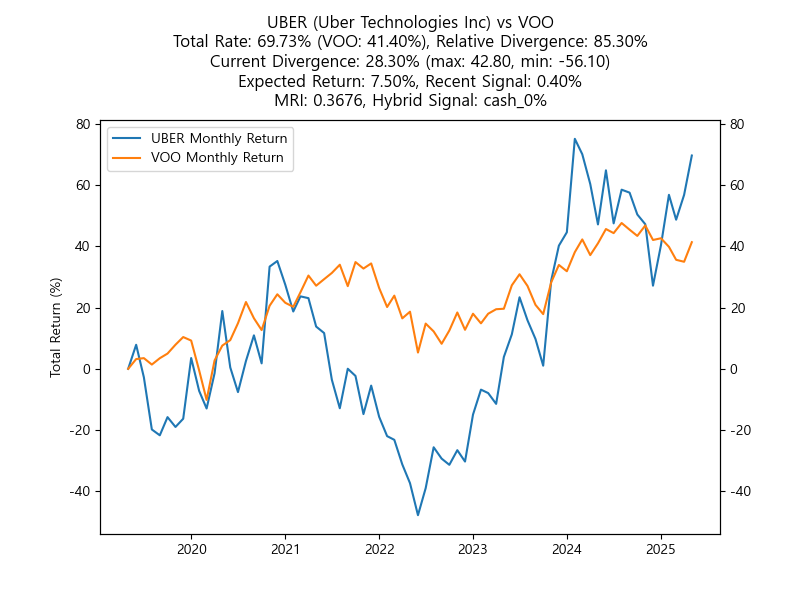 UBER (Uber Technologies Inc) vs VOO
Total Rate: 69.73% (VOO: 41.40%), Relative Divergence: 85.30%
Current Divergence: 28.30% (max: 42.80, min: -56.10)
Expected Return: 7.50%, Recent Signal: 0.40%
MRI: 0.3676, Hybrid Signal: cash_0%
UBER Monthly Return
VOO Monthly Return
Total Return (%)
80
60
40
20
0
-20
-40
80
60
40
20
0
-20
-40
2020 2021 2022 2023 2024 2025